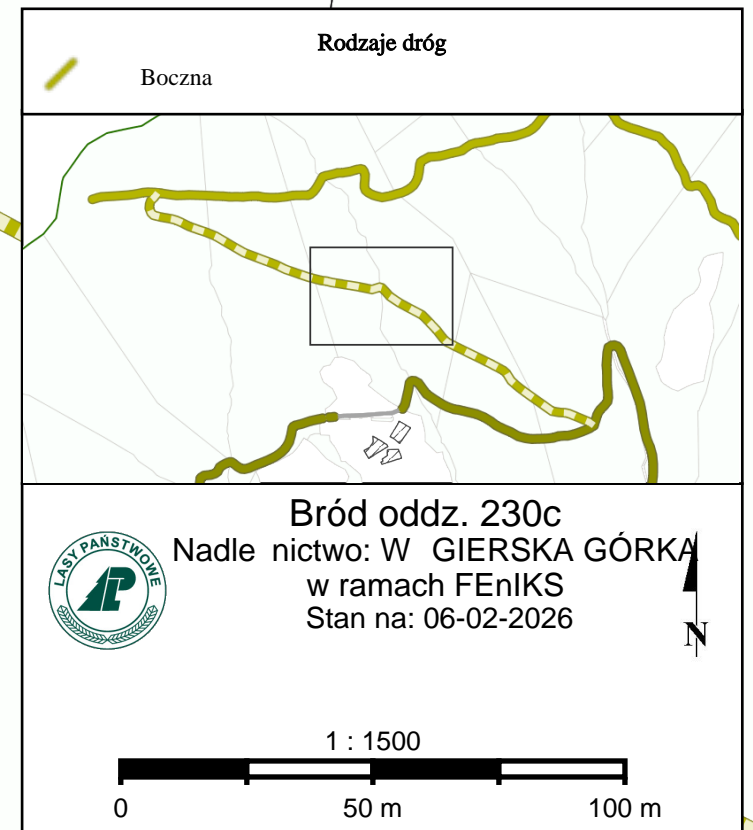 Rodzaje dróg
Boczna
Bród oddz. 230c
Nadle nictwo: W GIERSKA GÓRKA
w ramach FEnIKS
Stan na: 06-02-2026
LASY PAŃSTWOWE
N
1 : 1500
0 50 m 100 m